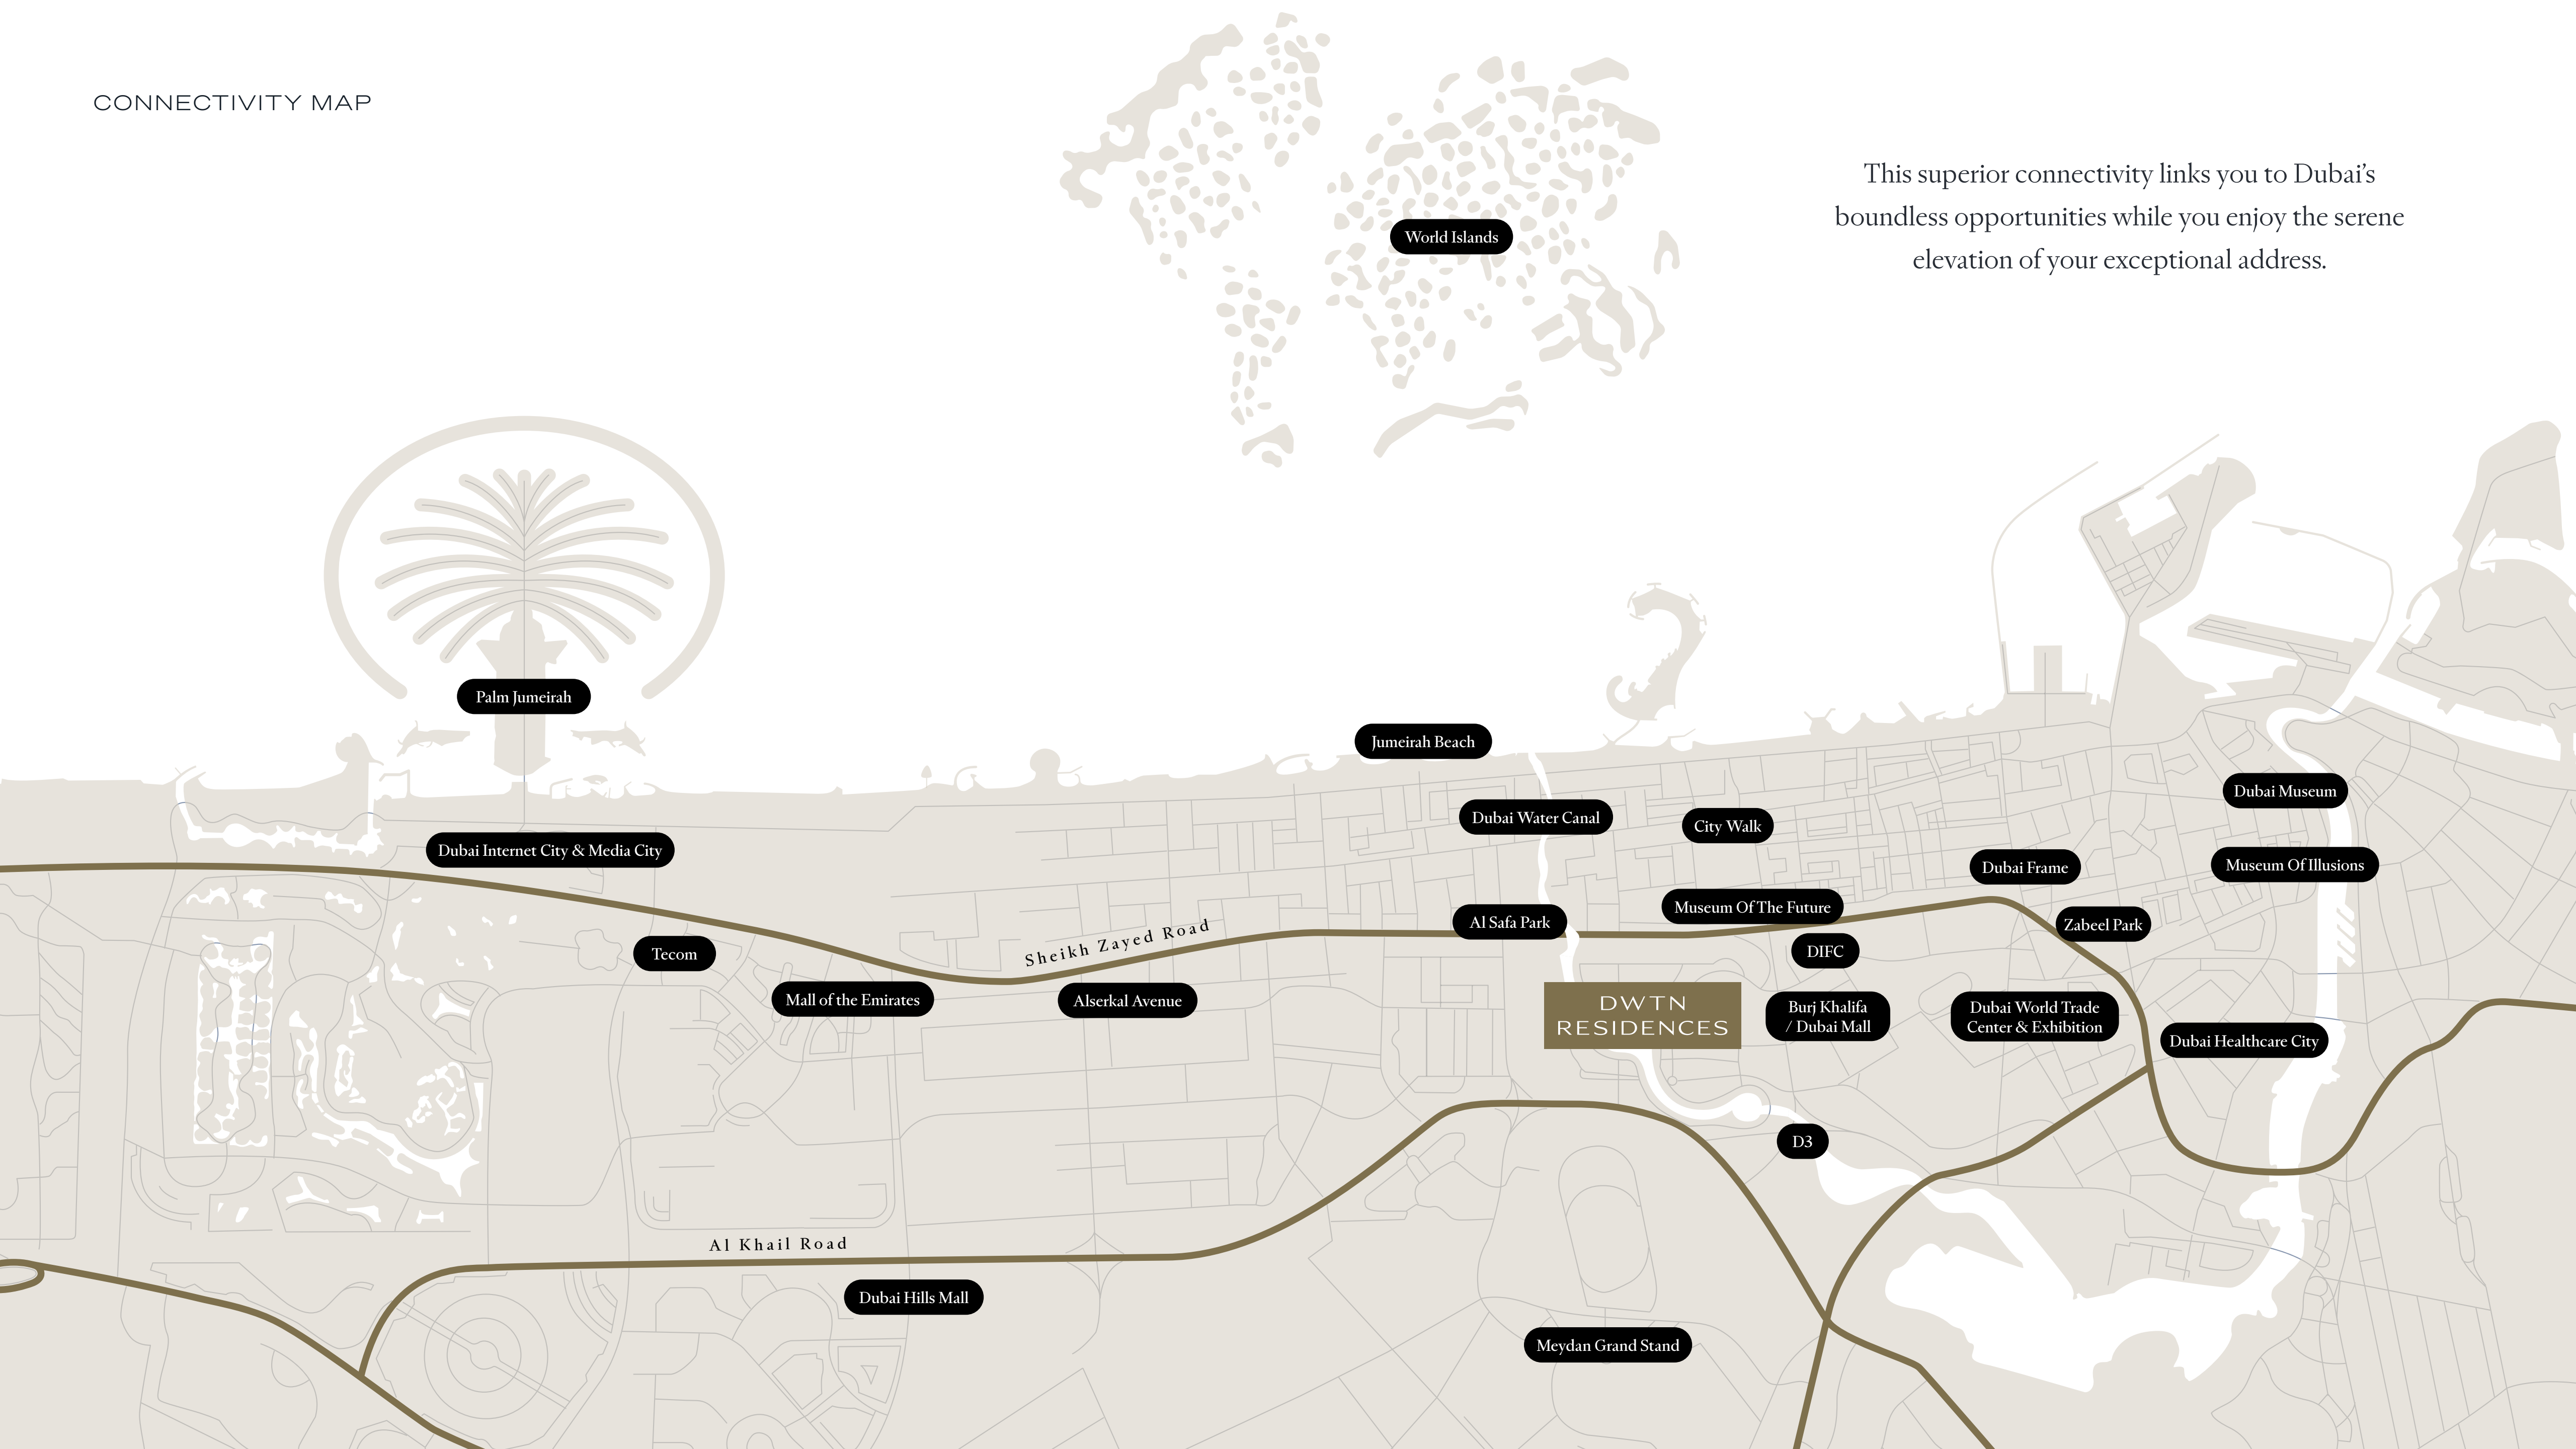 CONNECTIVITY MAP
This superior connectivity links you to Dubai’s
boundless opportunities while you enjoy the serene
elevation of your exceptional address.
World Islands
Palm Jumeirah
Jumeirah Beach
Dubai Museum
Dubai Water Canal
City Walk
Dubai Internet City & Media City
Dubai Frame
Museum Of Illusions
Museum Of The Future
Al Safa Park
Zabeel Park
Sheikh Zayed Road
Tecom
DIFC
Mall of the Emirates
Alserkal Avenue
DWTN
RESIDENCES
Burj Khalifa
/ Dubai Mall
Dubai World Trade
Center & Exhibition
Dubai Healthcare City
D3
Al Khail Road
Dubai Hills Mall
Meydan Grand Stand